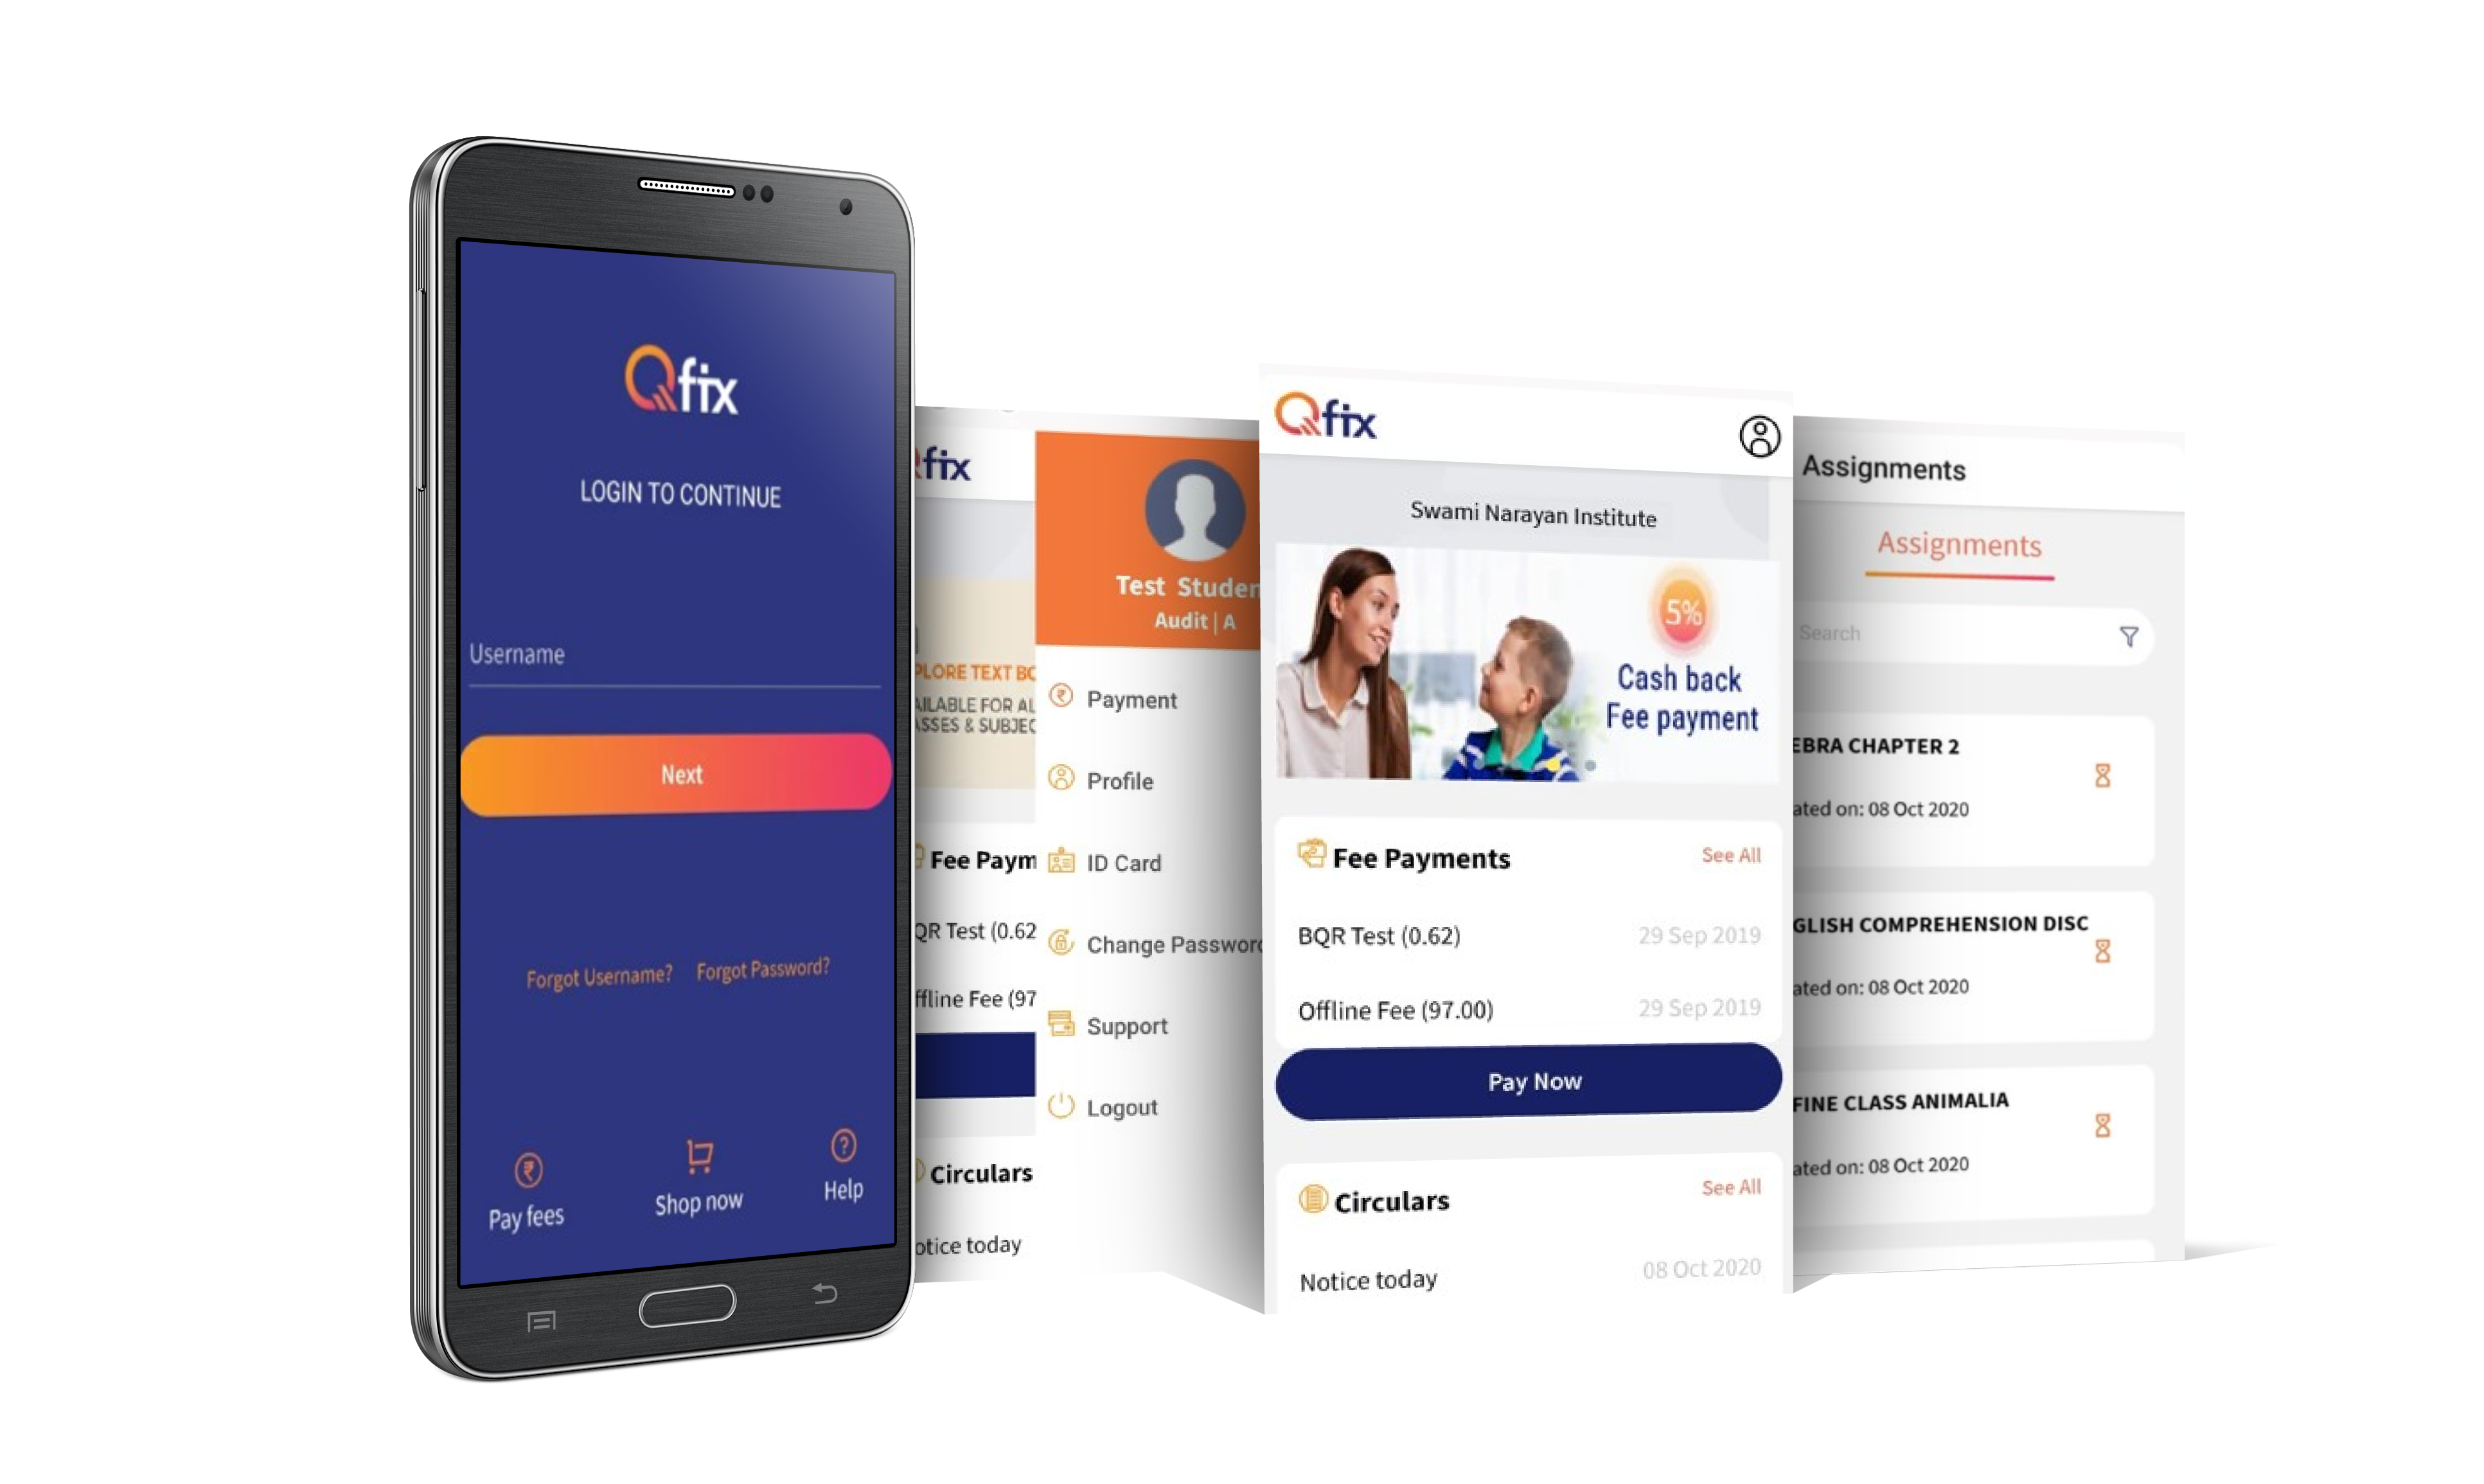 Qfix
LOGIN TO CONTINUE
Username
Next
Forgot Username? Forgot Password?
Pay fees
Shop now
Help
fix
PLORE TEXT BO
AILABLE FOR AL
ASSES & SUBJEC
Fee Paym
QR Test (0.62
ffline Fee (97
Circulars
otice today
Test Studen
Audit | A
Payment
Profile
ID Card
Change Password
Support
Logout
Qfix
Swami Narayan Institute
5%
Cash back
Fee payment
Fee Payments See All
BQR Test (0.62) 29 Sep 2019
Offline Fee (97.00) 29 Sep 2019
Pay Now
Circulars See All
Notice today 08 Oct 2020
Assignments
Assignments
Search
EBRA CHAPTER 2
ated on: 08 Oct 2020
GLISH COMPREHENSION DISC
ated on: 08 Oct 2020
FINE CLASS ANIMALIA
ated on: 08 Oct 2020